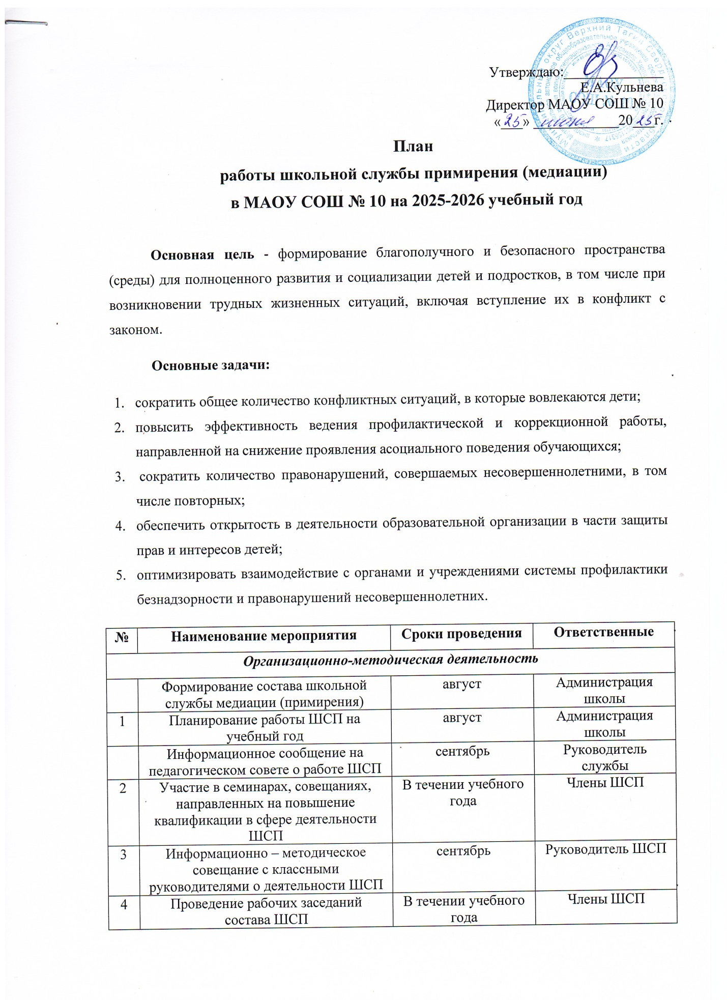 Утверждаю:_______________
Е.А.Кульнева
Директор МАОУ СОШ № 10
«25» июня 2025г.
План
работы школьной службы примирения (медиации)
в МАОУ СОШ № 10 на 2025-2026 учебный год
Основная цель - формирование благополучного и безопасного пространства
(среды) для полноценного развития и социализации детей и подростков, в том числе при
возникновении трудных жизненных ситуаций, включая вступление их в конфликт с
законом.
Основные задачи:
1. сократить общее количество конфликтных ситуаций, в которые вовлекаются дети;
2. повысить эффективность ведения профилактической и коррекционной работы,
направленной на снижение проявления асоциального поведения обучающихся;
3. сократить количество правонарушений, совершаемых несовершеннолетними, в том
числе повторных;
4. обеспечить открытость в деятельности образовательной организации в части защиты
прав и интересов детей;
5. оптимизировать взаимодействие с органами и учреждениями системы профилактики
безнадзорности и правонарушений несовершеннолетних.
№ Наименование мероприятия Сроки проведения Ответственные
Организационно-методическая деятельность
Формирование состава школьной август Администрация
службы медиации (примирения) школы
1 Планирование работы ШСП на август Администрация
учебный год школы
Информационное сообщение на сентябрь Руководитель
педагогическом совете о работе ШСП службы
2 Участие в семинарах, совещаниях, В течении учебного Члены ШСП
направленных на повышение года
квалификации в сфере деятельности
ШСП
3 Информационно – методическое сентябрь Руководитель ШСП
совещание с классными
руководителями о деятельности ШСП
4 Проведение рабочих заседаний В течении учебного Члены ШСП
состава ШСП года